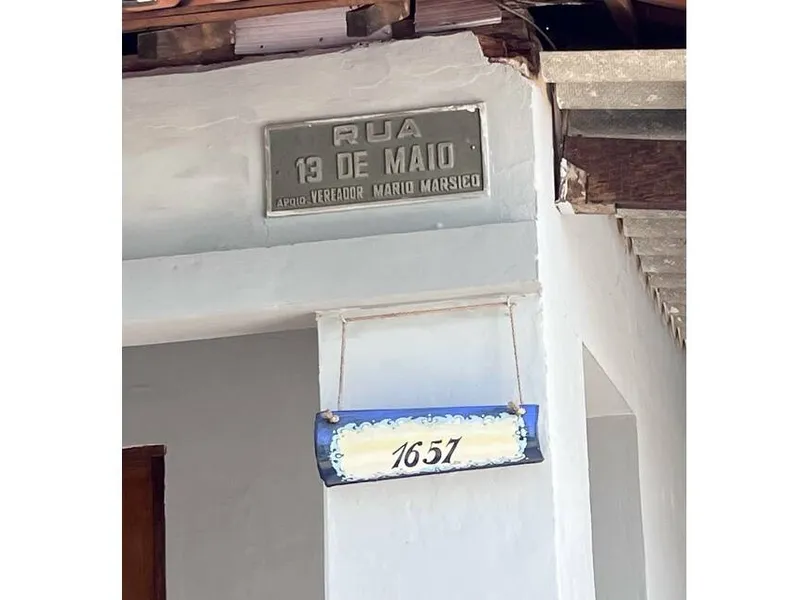 RUA
13 DE MAIO
APOIO VEREADOR MARIO MARSICO
1657